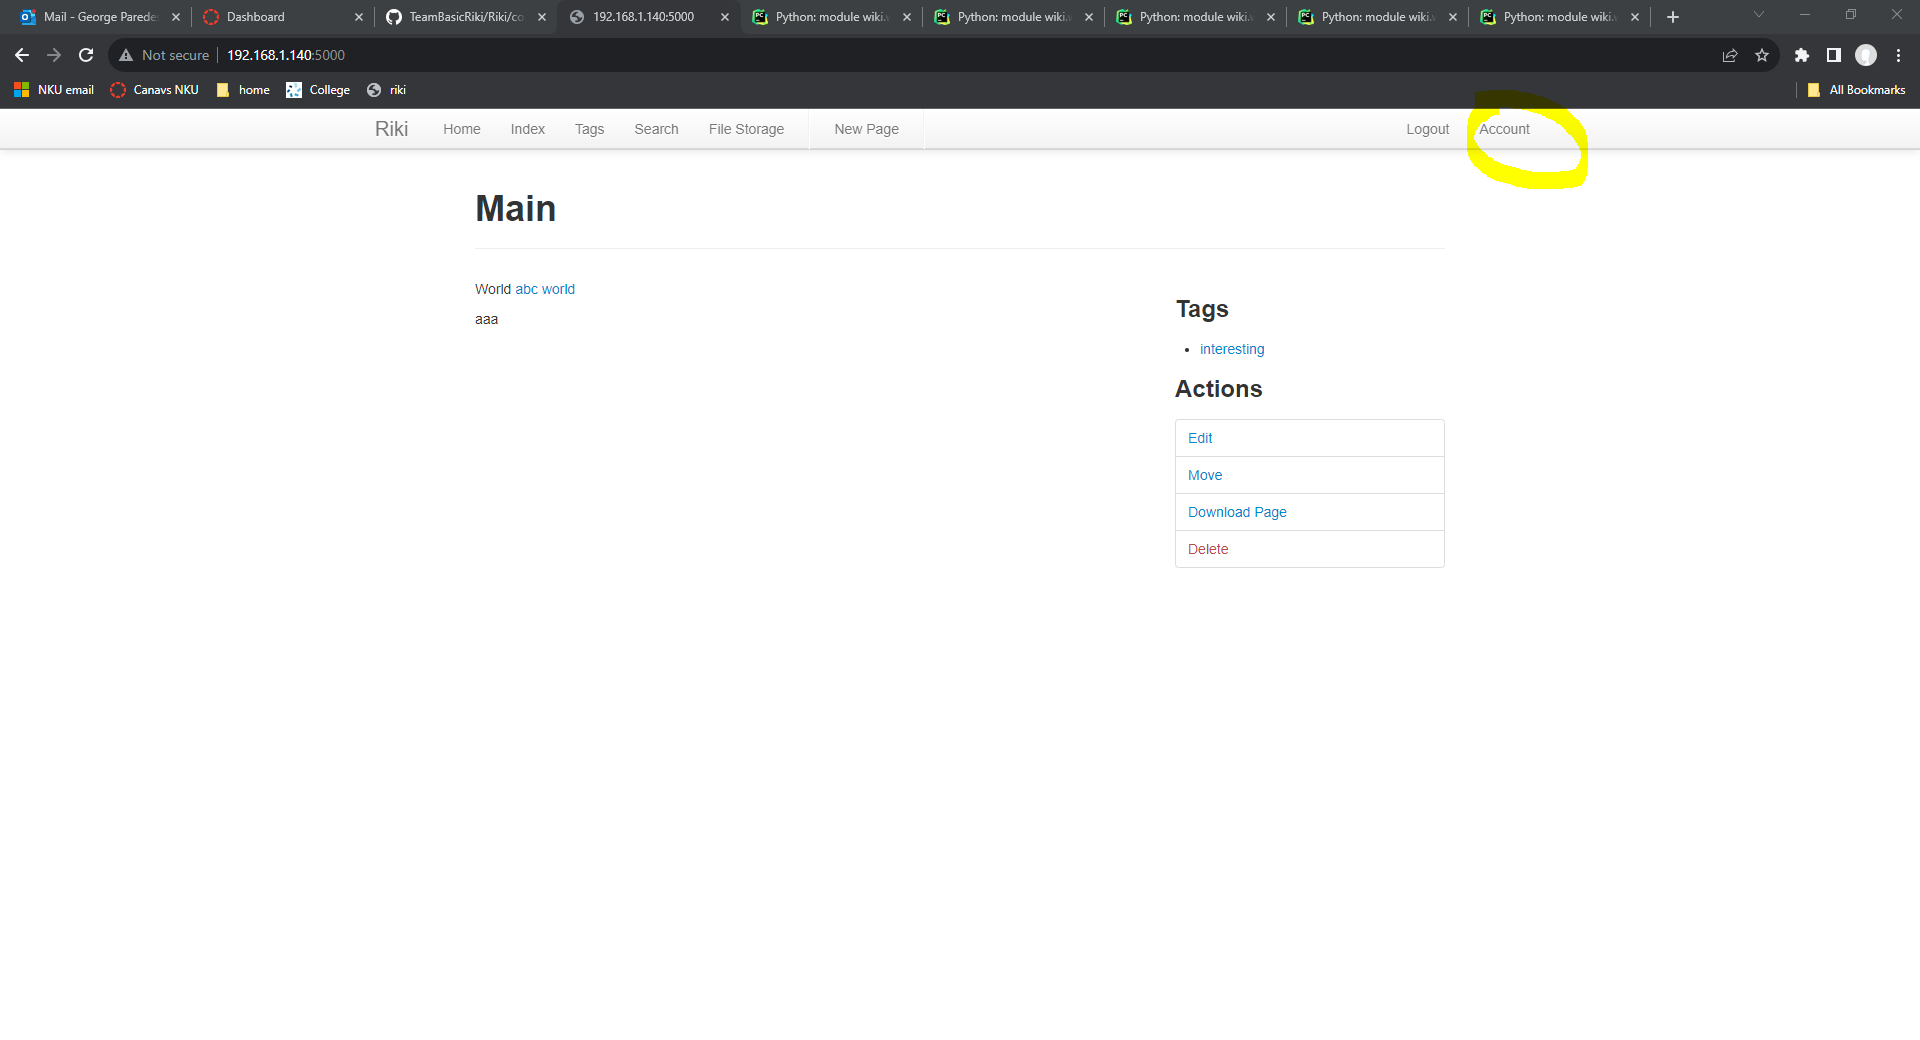 Mail - George Parede
Dashboard
TeamBasicRiki/Riki/co
192.168.1.140:5000
Python: module wiki.
Python: module wiki.
Python: module wiki.
Python: module wiki.
Python: module wiki.
Not secure 192.168.1.140:5000
NKU email Canavs NKU home College riki All Bookmarks
Riki Home Index Tags Search File Storage New Page Logout Account
Main
World abc world
aaa
Tags
interesting
Actions
Edit
Move
Download Page
Delete